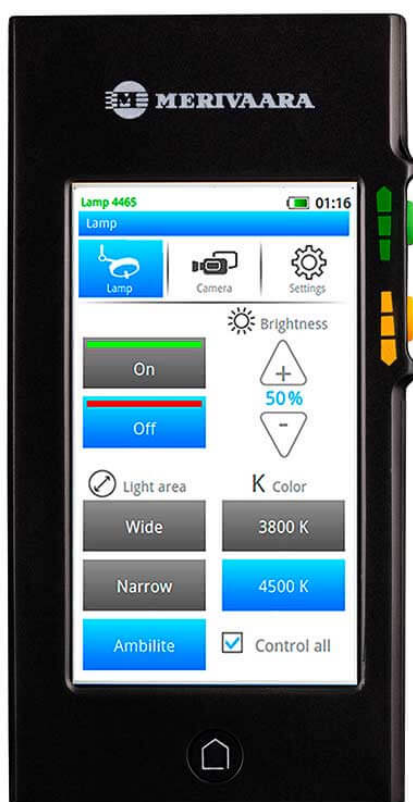 M MERIVAARA
Lamp 4465 01:16
Lamp
Lamp Camera Settings
Brightness
On
+
50%
Off
-
Light area K Color
Wide 3800 K
Narrow 4500 K
Ambilite Control all